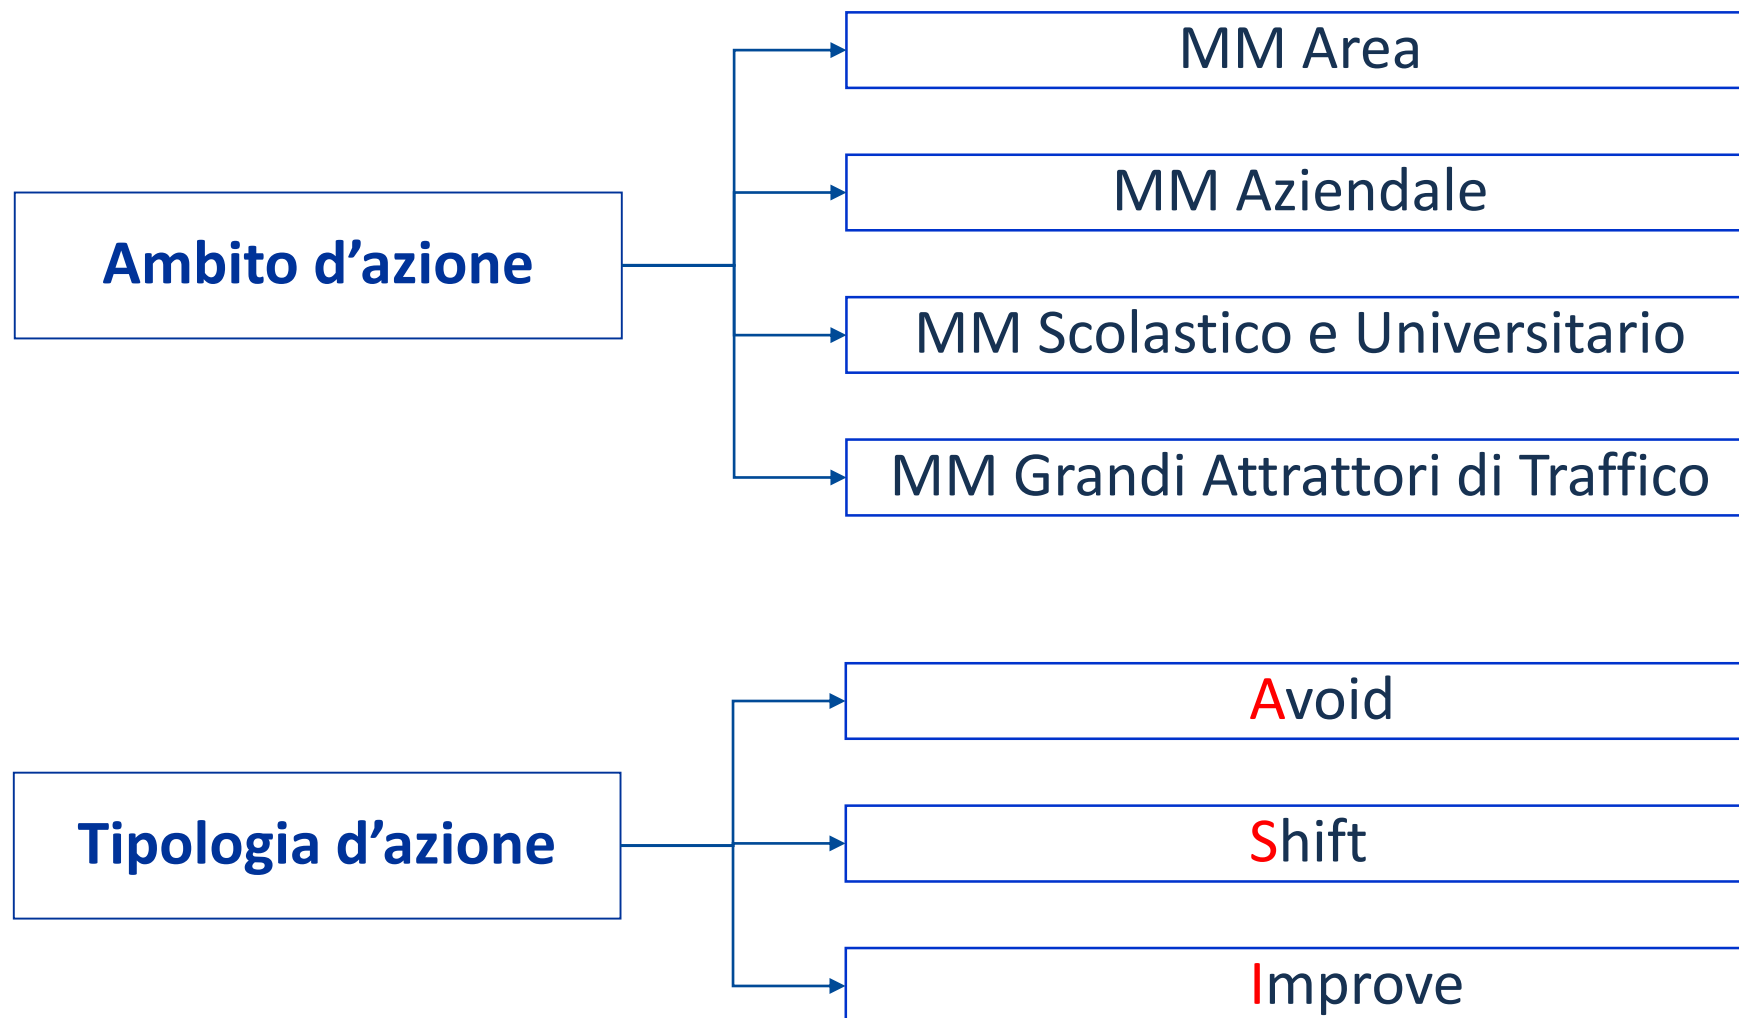 MM Area
MM Aziendale
Ambito d’azione
MM Scolastico e Universitario
MM Grandi Attrattori di Traffico
Avoid
Shift
Tipologia d’azione
Improve